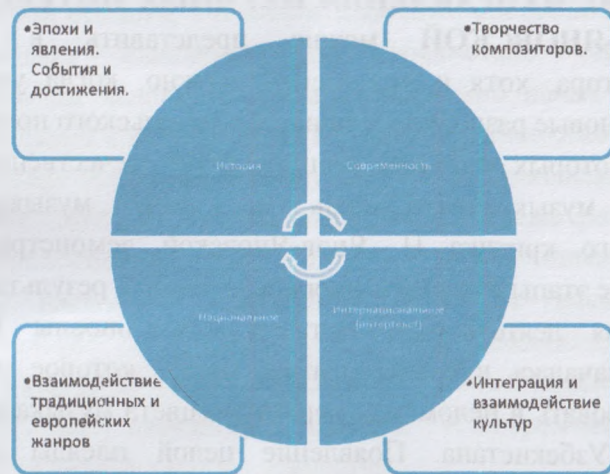 •Эпохи и
явления.
События и
достижения.
•Творчество
композиторов.
История
Современность
Национальное
Интернациональное
(интертекст)
•Взаимодействие
традиционных и
европейских
жанров
•Интеграция и
взаимодействие
культур